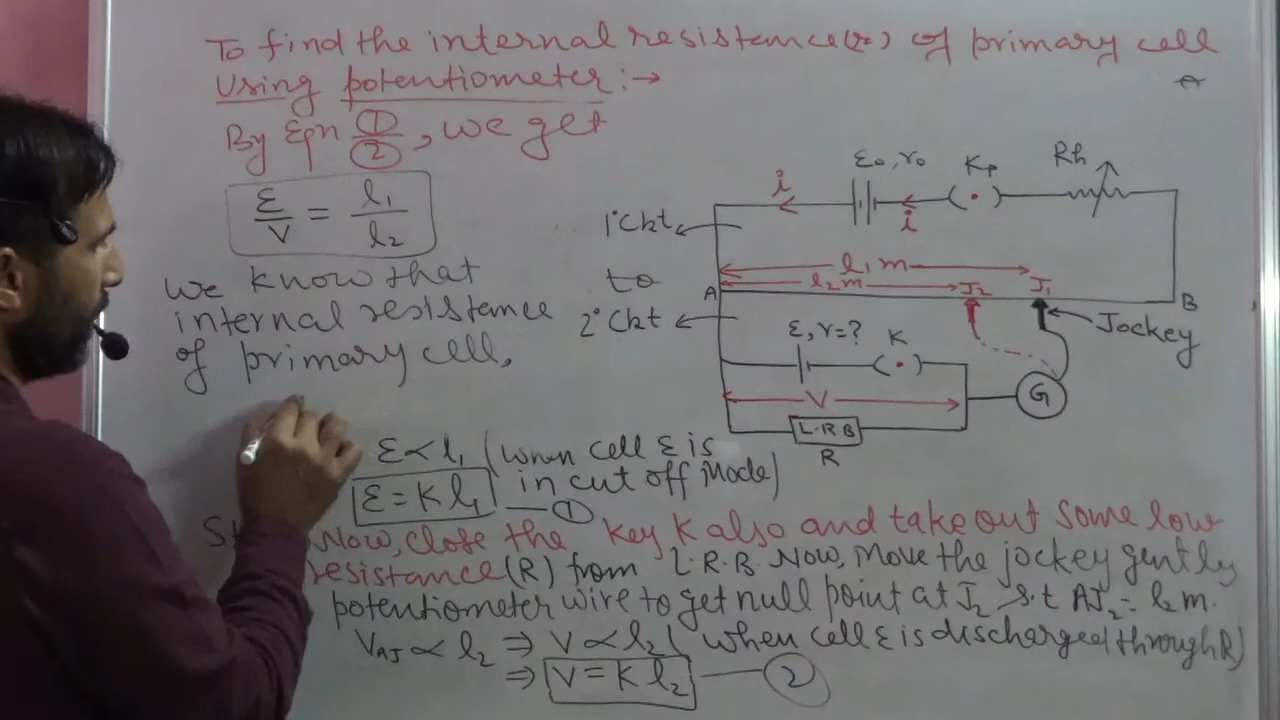 To find the internal resistance(r) of primary cell
using potentiometer:→
By Eqn ①/②, we get
ε/V = l₁/l₂
We know that
internal resistance
of primary cell,
ε₀, r₀
Kp
Rh
i
i
1°Ckt
to
2°Ckt
l₁ m
l₂ m
J₂
J₁
A
B
Jockey
ε, r=?
K
V
G
L·R·B
R
ε ∝ l₁ (when cell ε is
in cut off Mode)
ε = K l₁ — ①
Now, close the key K also and take out some low
resistance(R) from L.R.B. Now, move the jockey gently
potentiometer wire to get null point at J₂ s.t AJ₂ = l₂ m.
V_AJ ∝ l₂ ⇒ V ∝ l₂ (when cell ε is discharged through R)
⇒ V = K l₂ — ②